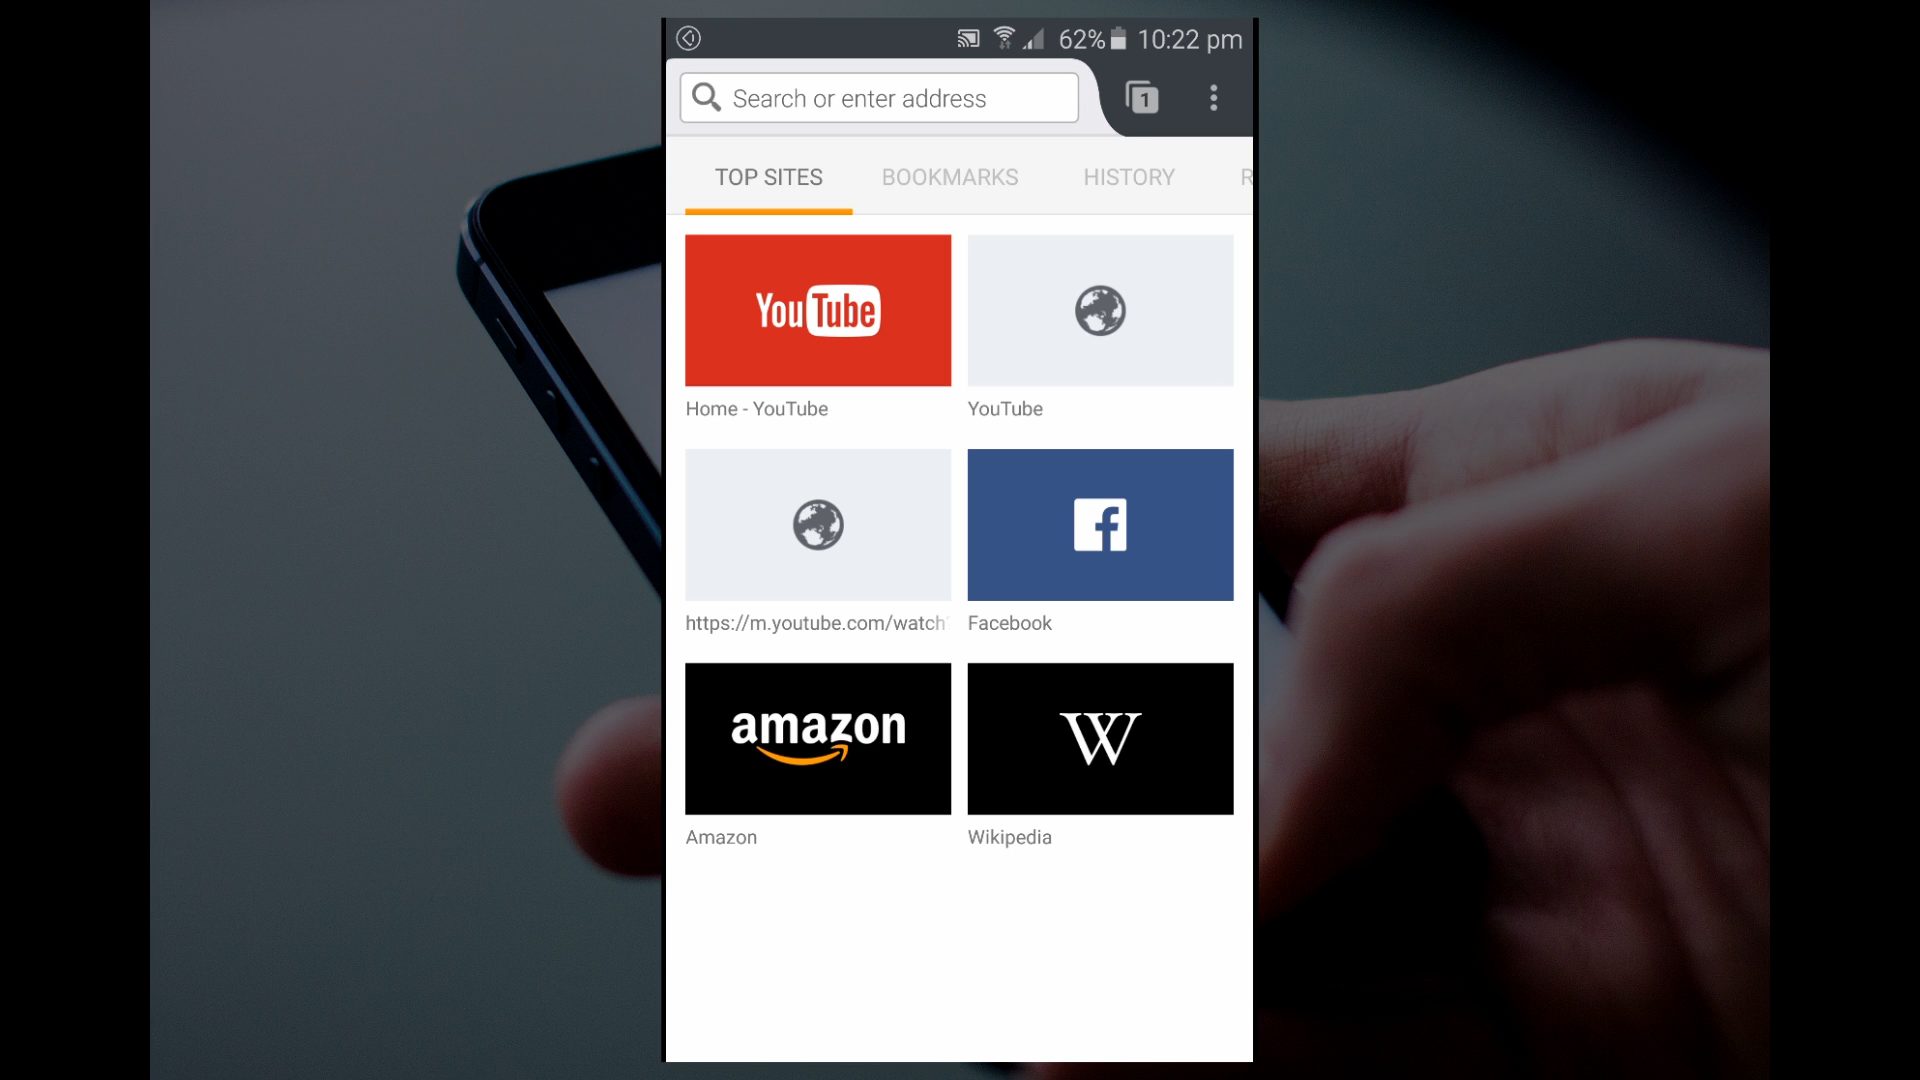 62% 10:22 pm
Search or enter address
1
TOP SITES BOOKMARKS HISTORY R
YouTube
Home - YouTube YouTube
https://m.youtube.com/watch Facebook
amazon W
Amazon Wikipedia